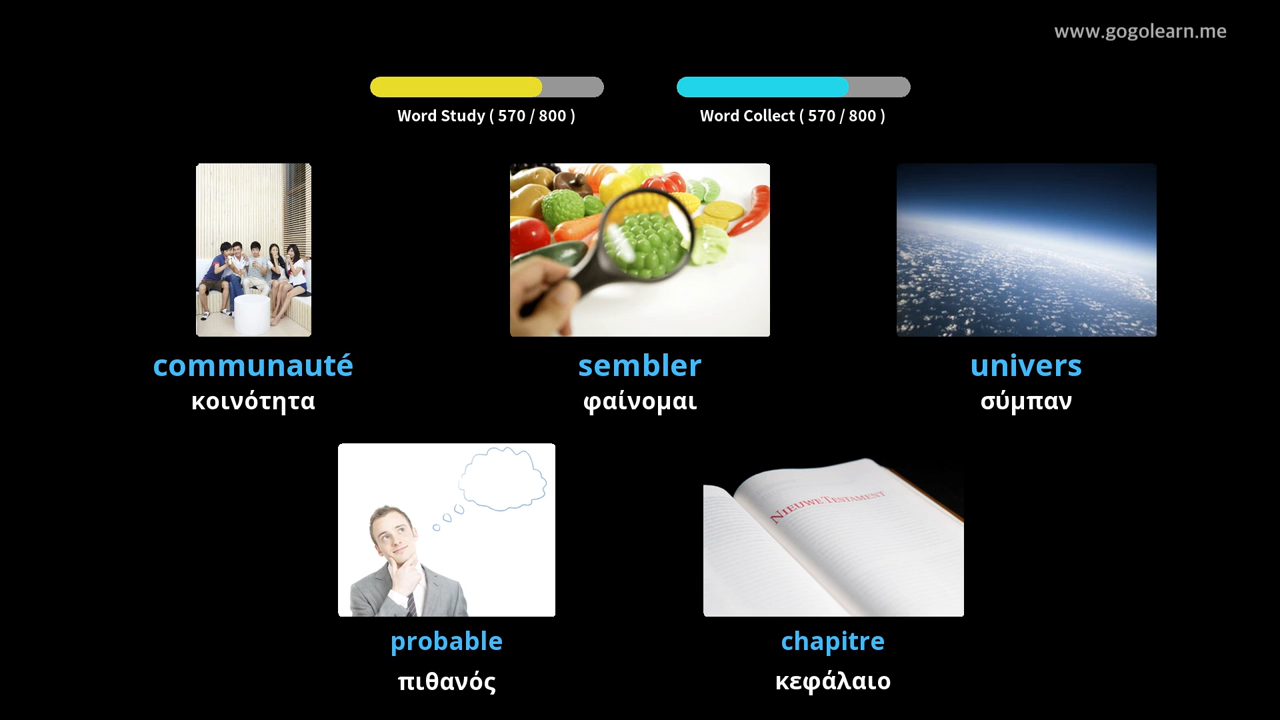 www.gogolearn.me
Word Study ( 570 / 800 )
Word Collect ( 570 / 800 )
communauté
κοινότητα
sembler
φαίνομαι
univers
σύμπαν
NIEUWE TESTAMENT
probable
πιθανός
chapitre
κεφάλαιο